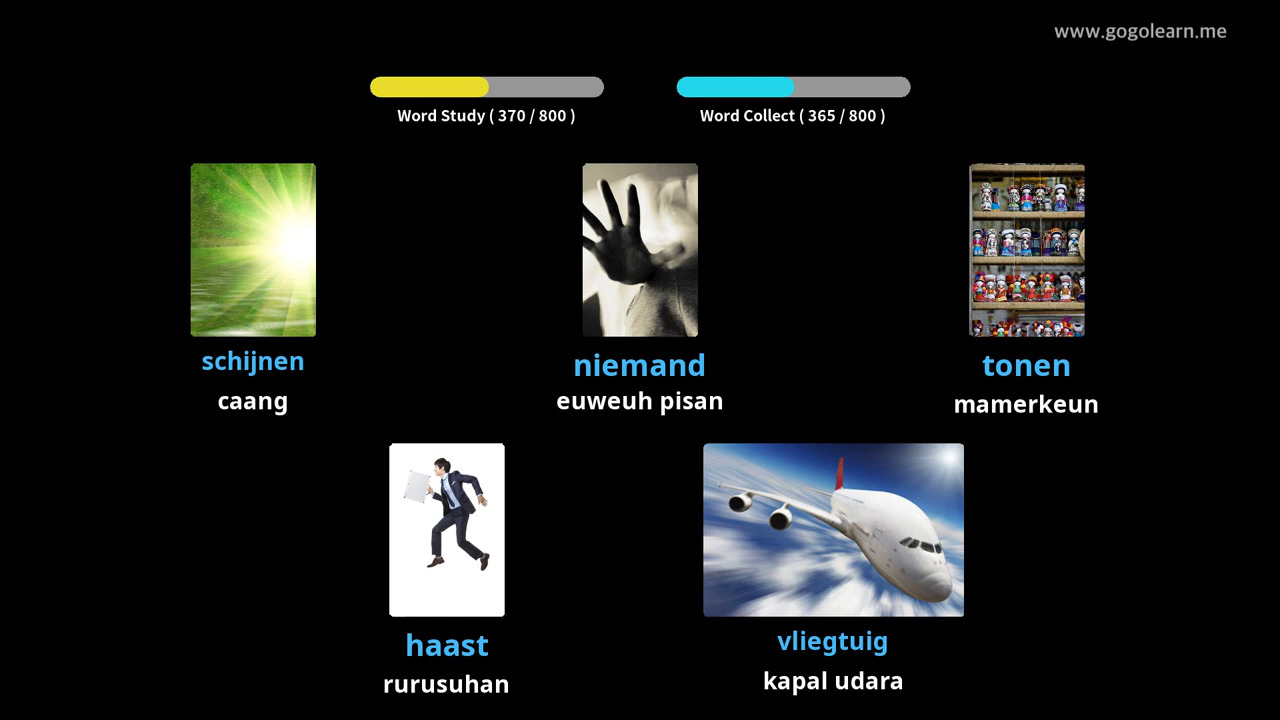 www.gogolearn.me
Word Study ( 370 / 800 )
Word Collect ( 365 / 800 )
schijnen
caang
niemand
euweuh pisan
tonen
mamerkeun
haast
rurusuhan
vliegtuig
kapal udara